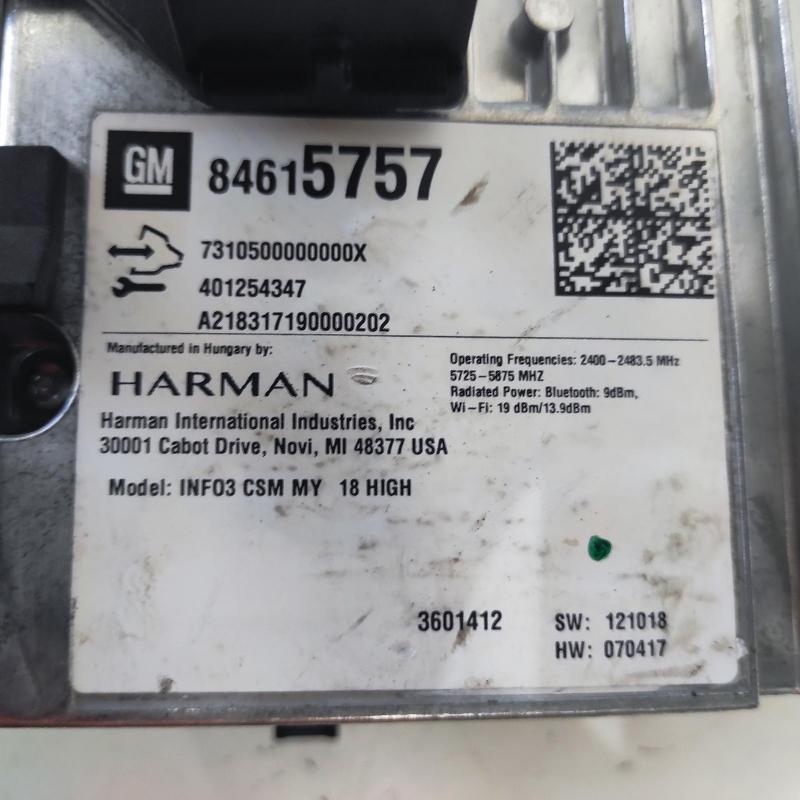 GM 84615757
7310500000000X
401254347
A218317190000202
Manufactured in Hungary by:
HARMAN
Harman International Industries, Inc
30001 Cabot Drive, Novi, MI 48377 USA
Operating Frequencies: 2400-2483.5 MHz
5725-5875 MHZ
Radiated Power: Bluetooth: 9dBm,
Wi-Fi: 19 dBm/13.9dBm
Model: INFO3 CSM MY 18 HIGH
3601412
SW: 121018
HW: 070417